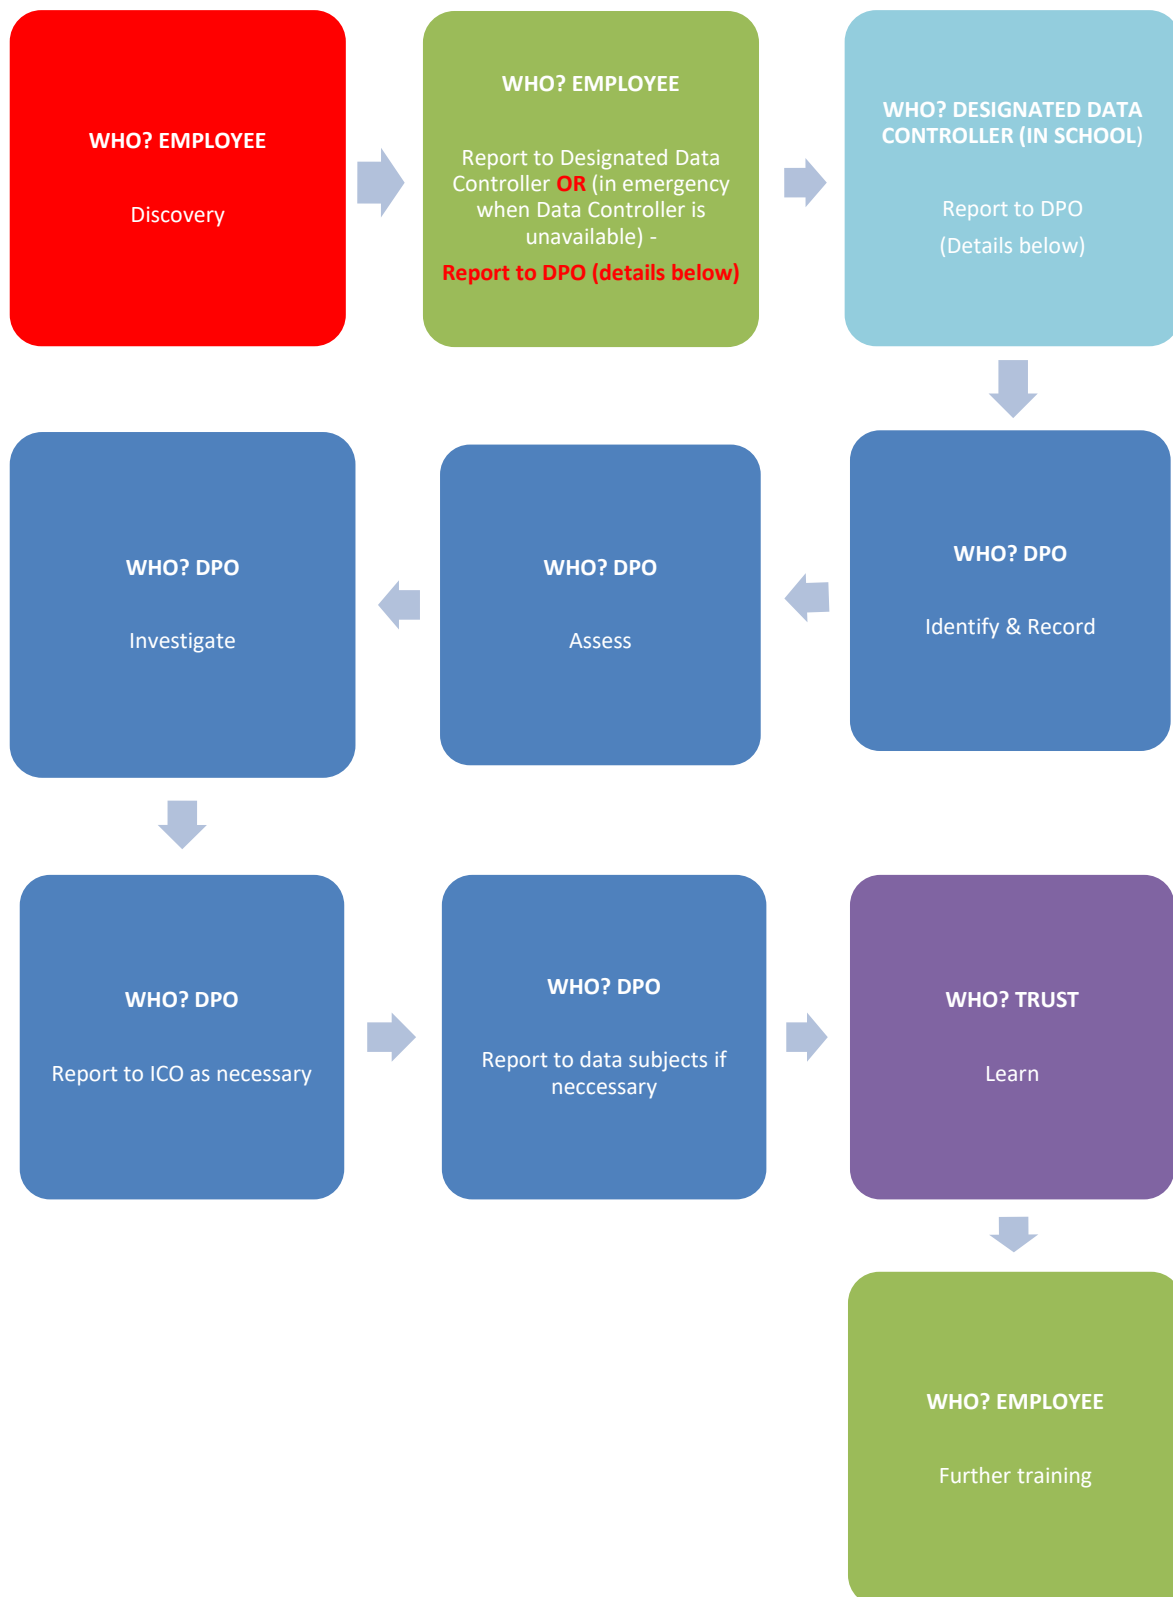 WHO? EMPLOYEE
Discovery
WHO? EMPLOYEE
Report to Designated Data
Controller OR (in emergency
when Data Controller is
unavailable) -
Report to DPO (details below)
WHO? DESIGNATED DATA
CONTROLLER (IN SCHOOL)
Report to DPO
(Details below)
WHO? DPO
Identify & Record
WHO? DPO
Assess
WHO? DPO
Investigate
WHO? DPO
Report to ICO as necessary
WHO? DPO
Report to data subjects if
neccessary
WHO? TRUST
Learn
WHO? EMPLOYEE
Further training